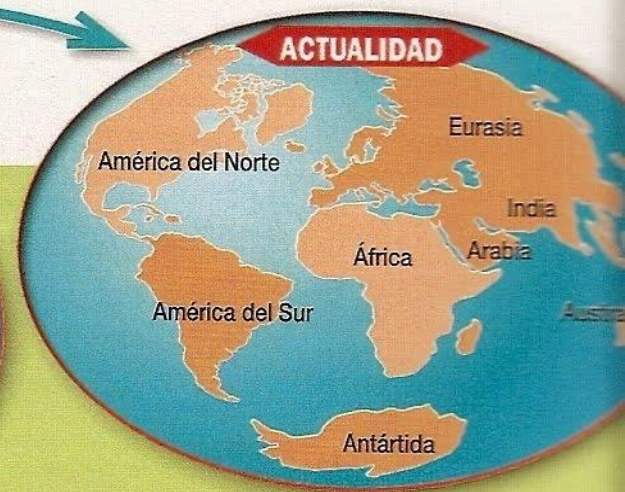 ACTUALIDAD
Eurasia
América del Norte
India
África
Arabia
América del Sur
Antártida